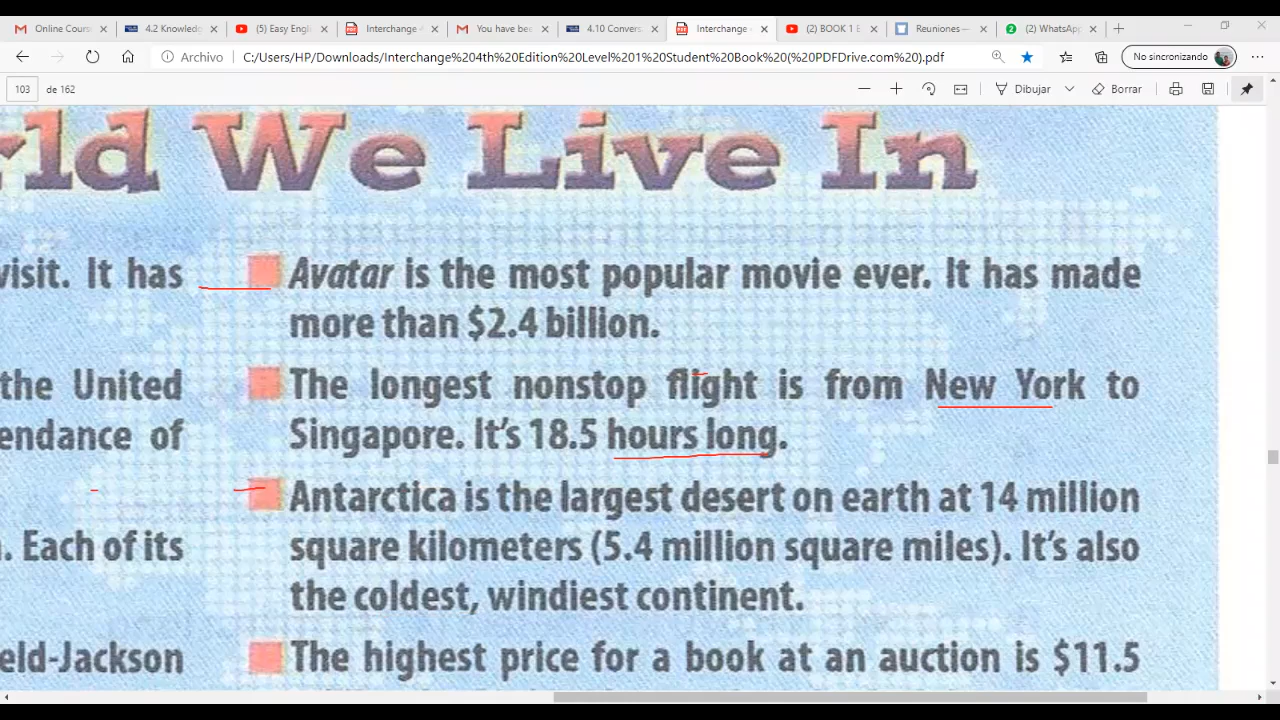 Online Cour
4.2 Knowled
(5) Easy Engl
Interchange
You have bee
4.10 Convers
Interchange
(2) BOOK 1 E
Reuniones —
2
(2) WhatsApp
Archivo
C:/Users/HP/Downloads/Interchange%204th%20Edition%20Level%201%20Student%20Book%20(%20PDFDrive.com%20).pdf
No sincronizando
103 de 162
Dibujar
Borrar
rld We Live In
visit. It has
the United
endance of
. Each of its
eld-Jackson
Avatar is the most popular movie ever. It has made
more than $2.4 billion.
The longest nonstop flight is from New York to
Singapore. It's 18.5 hours long.
Antarctica is the largest desert on earth at 14 million
square kilometers (5.4 million square miles). It's also
the coldest, windiest continent.
The highest price for a book at an auction is $11.5